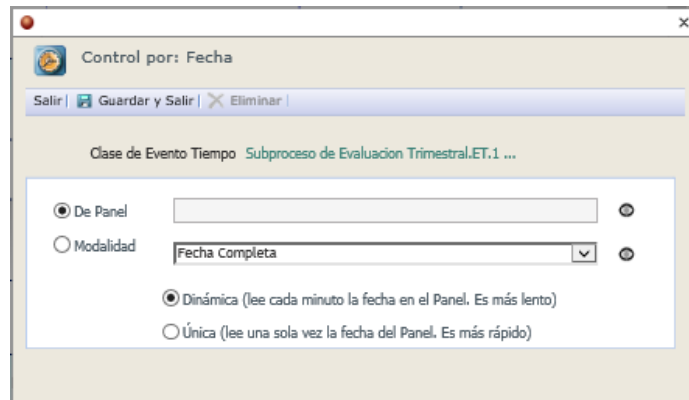 Control por: Fecha
Salir| Guardar y Salir| Eliminar |
Clase de Evento Tiempo Subproceso de Evaluacion Trimestral.ET.1 ...
De Panel
Modalidad Fecha Completa
Dinámica (lee cada minuto la fecha en el Panel. Es más lento)
Única (lee una sola vez la fecha del Panel. Es más rápido)